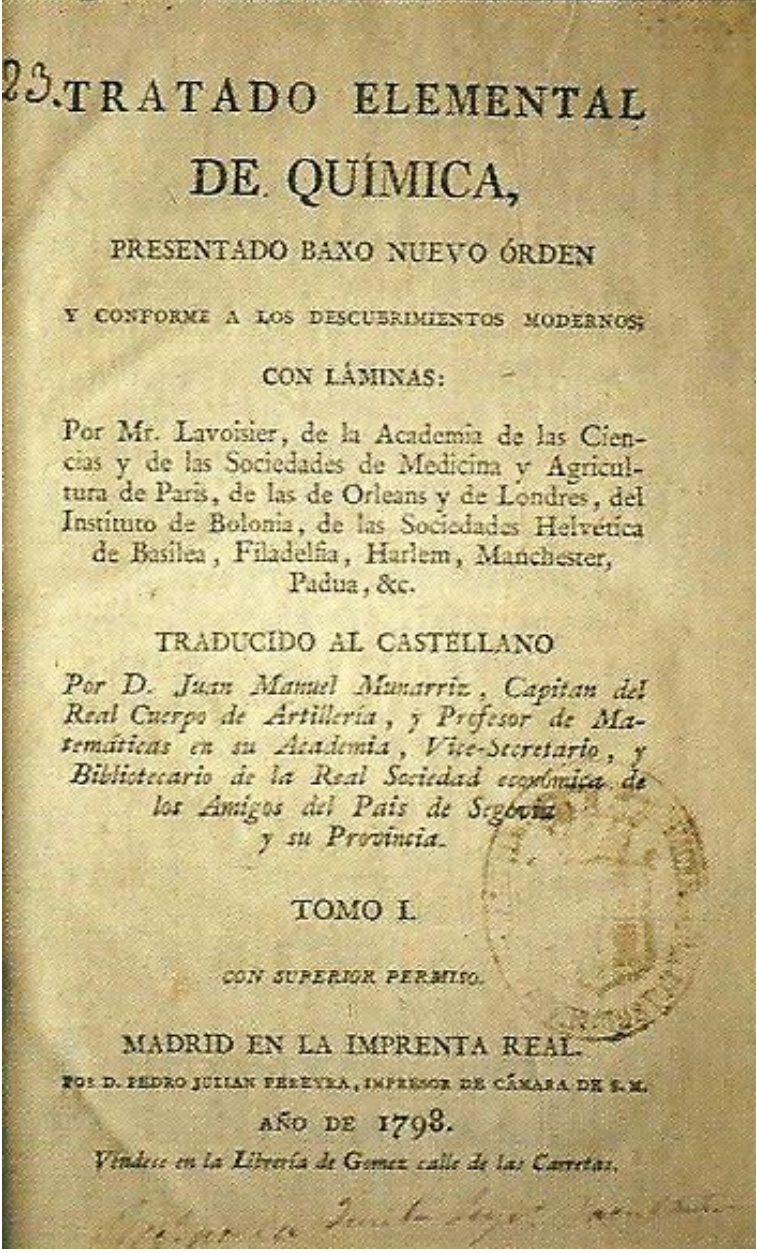 23.
TRATADO ELEMENTAL
DE QUÍMICA,
PRESENTADO BAXO NUEVO ÓRDEN
Y CONFORME A LOS DESCUBRIMIENTOS MODERNOS;
CON LÁMINAS:
Por Mr. Lavoisier, de la Academia de las Cien-
cias y de las Sociedades de Medicina y Agricul-
tura de Paris, de las de Orleans y de Londres, del
Instituto de Bolonia, de las Sociedades Helvética
de Basilea, Filadelfia, Harlem, Manchester,
Padua, &c.
TRADUCIDO AL CASTELLANO
Por D. Juan Manuel Munarriz, Capitan del
Real Cuerpo de Artillería, y Profesor de Ma-
temáticas en su Academia, Vice-Secretario, y
Bibliotecario de la Real Sociedad económica de
los Amigos del Pais de Segovia
y su Provincia.
TOMO I.
CON SUPERIOR PERMISO.
MADRID EN LA IMPRENTA REAL.
POR D. PEDRO JULIAN PEREYRA, IMPRESOR DE CÁMARA DE S. M.
AÑO DE 1798.
Véndese en la Librería de Gomez calle de las Carretas.